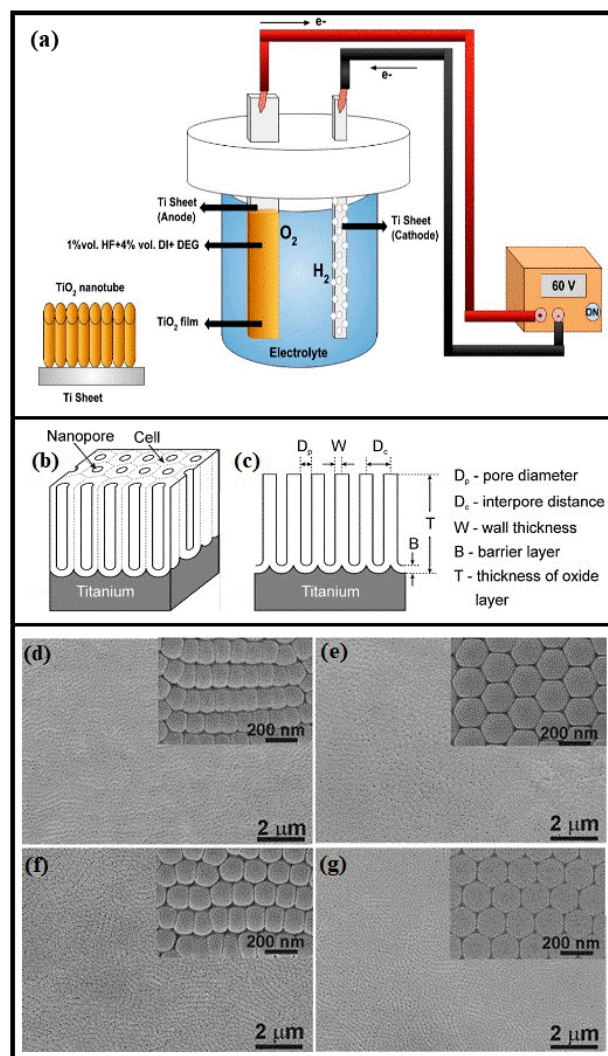 (a)
e-
e-
Ti Sheet
(Anode)
O2
Ti Sheet
(Cathode)
1%vol. HF+4% vol. DI+ DEG
H2
60 V
TiO2 nanotube
+
-
ON
TiO2 film
Electrolyte
Ti Sheet
(b)
Nanopore
Cell
Titanium
(c)
Dp
W
Dc
T
B
Titanium
Dp - pore diameter
Dc - interpore distance
W - wall thickness
B - barrier layer
T - thickness of oxide
layer
(d)
200 nm
2 μm
(e)
200 nm
2 μm
(f)
200 nm
2 μm
(g)
200 nm
2 μm